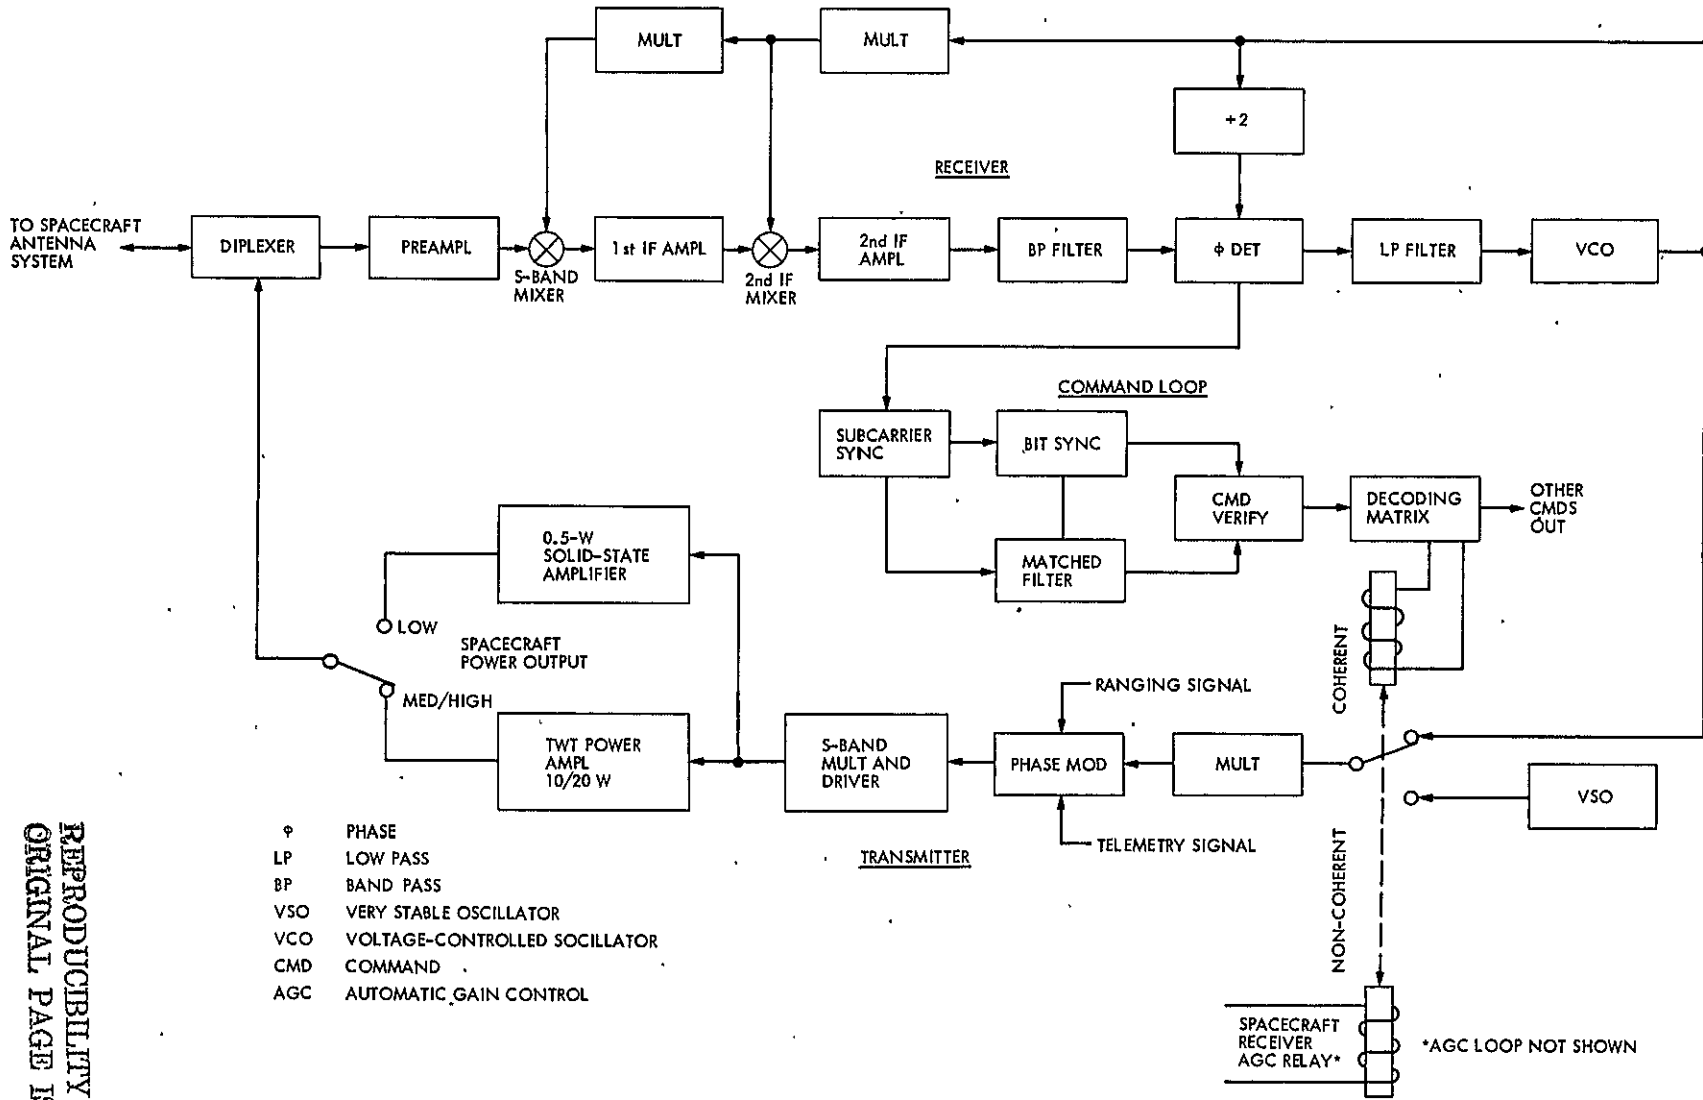 MULT
MULT
+2
RECEIVER
TO SPACECRAFT
ANTENNA
SYSTEM
DIPLEXER
PREAMPL
S-BAND
MIXER
1st IF AMPL
2nd IF
MIXER
2nd IF
AMPL
BP FILTER
φ DET
LP FILTER
VCO
COMMAND LOOP
SUBCARRIER
SYNC
BIT SYNC
MATCHED
FILTER
CMD
VERIFY
DECODING
MATRIX
OTHER
CMDS
OUT
0.5-W
SOLID-STATE
AMPLIFIER
LOW
SPACECRAFT
POWER OUTPUT
MED/HIGH
TWT POWER
AMPL
10/20 W
S-BAND
MULT AND
DRIVER
RANGING SIGNAL
PHASE MOD
TELEMETRY SIGNAL
MULT
COHERENT
NON-COHERENT
VSO
TRANSMITTER
φ PHASE
LP LOW PASS
BP BAND PASS
VSO VERY STABLE OSCILLATOR
VCO VOLTAGE-CONTROLLED SOCILLATOR
CMD COMMAND
AGC AUTOMATIC GAIN CONTROL
SPACECRAFT
RECEIVER
AGC RELAY*
*AGC LOOP NOT SHOWN
REPRODUCIBILITY
ORIGINAL PAGE